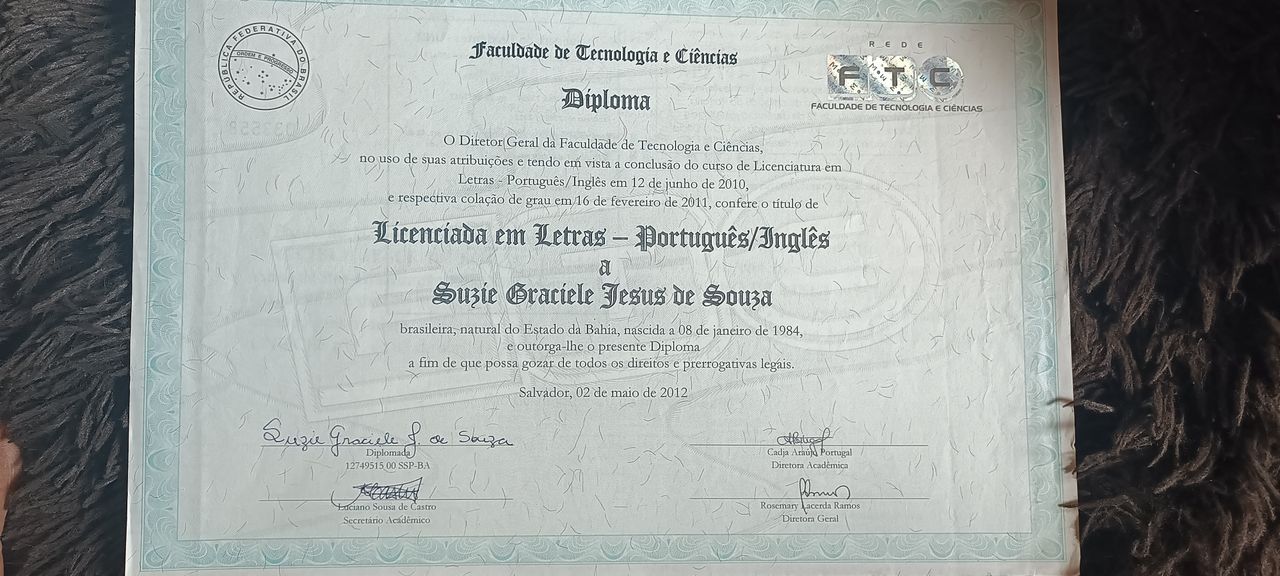 REPÚBLICA FEDERATIVA DO BRASIL
ORDEM E PROGRESSO
Faculdade de Tecnologia e Ciências
REDE
FTC
FACULDADE DE TECNOLOGIA E CIÊNCIAS
Diploma
O Diretor Geral da Faculdade de Tecnologia e Ciências,
no uso de suas atribuições e tendo em vista a conclusão do curso de Licenciatura em
Letras - Português/Inglês em 12 de junho de 2010,
e respectiva colação de grau em 16 de fevereiro de 2011, confere o título de
Licenciada em Letras – Português/Inglês
a
Suzie Graciele Jesus de Souza
brasileira, natural do Estado da Bahia, nascida a 08 de janeiro de 1984,
e outorga-lhe o presente Diploma
a fim de que possa gozar de todos os direitos e prerrogativas legais.
Salvador, 02 de maio de 2012
Suzie Graciele J. de Souza
Diplomada
12749515 00 SSP-BA
Cadja Araujo Portugal
Diretora Acadêmica
Luciano Sousa de Castro
Secretário Acadêmico
Rosemary Lacerda Ramos
Diretora Geral